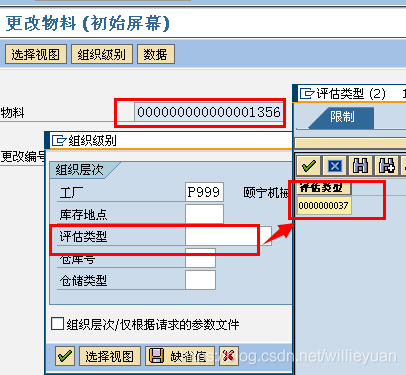 更改物料 (初始屏幕)
选择视图 组织级别 数据
物料 000000000000001356
更改编号
组织级别
组织层次
工厂 P999 颐宁机械
库存地点
评估类型
仓库号
仓储类型
组织层次/仅根据请求的参数文件
选择视图 缺省值
评估类型 (2) 1
限制
评估类型
0000000037